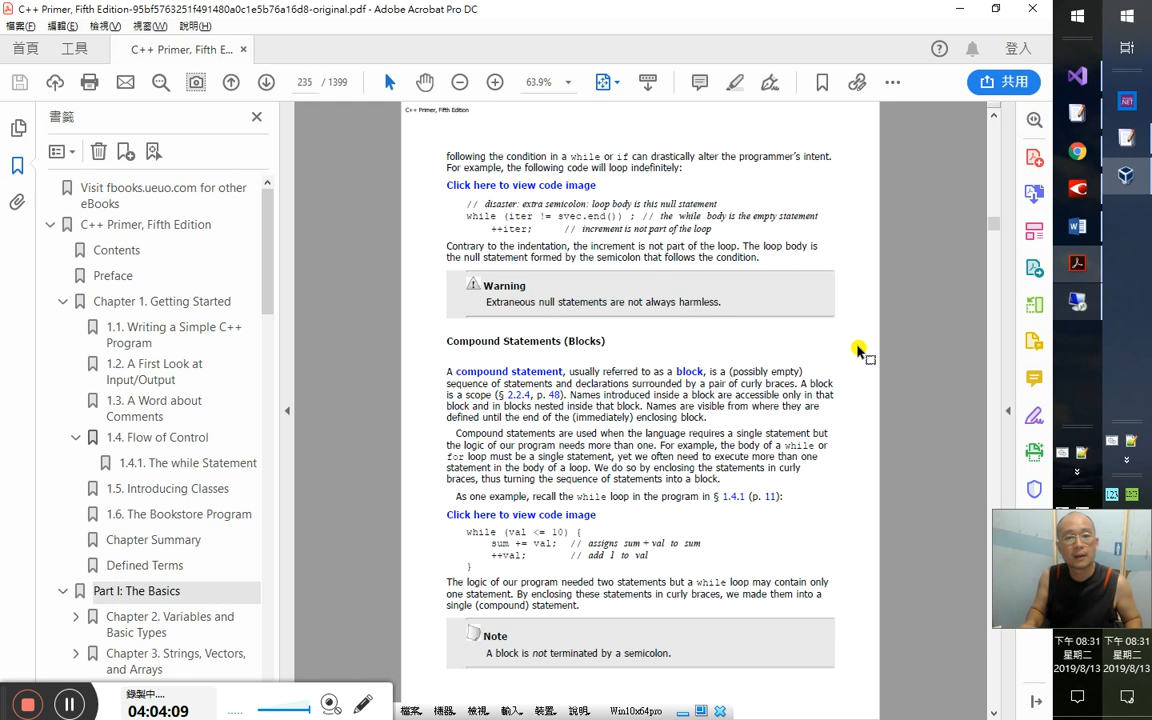 C++ Primer, Fifth Edition-95bf5763251f491480a0c1e5b76a16d8-original.pdf - Adobe Acrobat Pro DC
檔案(F) 編輯(E) 檢視(V) 視窗(W) 說明(H)
首頁 工具 C++ Primer, Fifth E... × 登入
235 / 1399 63.9% 共用
書籤
Visit fbooks.ueuo.com for other
eBooks
C++ Primer, Fifth Edition
Contents
Preface
Chapter 1. Getting Started
1.1. Writing a Simple C++
Program
1.2. A First Look at
Input/Output
1.3. A Word about
Comments
1.4. Flow of Control
1.4.1. The while Statement
1.5. Introducing Classes
1.6. The Bookstore Program
Chapter Summary
Defined Terms
Part I: The Basics
Chapter 2. Variables and
Basic Types
Chapter 3. Strings, Vectors,
and Arrays
C++ Primer, Fifth Edition
following the condition in a while or if can drastically alter the programmer's intent.
For example, the following code will loop indefinitely:
Click here to view code image
// disaster: extra semicolon: loop body is this null statement
while (iter != svec.end()) ; // the while body is the empty statement
++iter; // increment is not part of the loop
Contrary to the indentation, the increment is not part of the loop. The loop body is
the null statement formed by the semicolon that follows the condition.
Warning
Extraneous null statements are not always harmless.
Compound Statements (Blocks)
A compound statement, usually referred to as a block, is a (possibly empty)
sequence of statements and declarations surrounded by a pair of curly braces. A block
is a scope (§ 2.2.4, p. 48). Names introduced inside a block are accessible only in that
block and in blocks nested inside that block. Names are visible from where they are
defined until the end of the (immediately) enclosing block.
Compound statements are used when the language requires a single statement but
the logic of our program needs more than one. For example, the body of a while or
for loop must be a single statement, yet we often need to execute more than one
statement in the body of a loop. We do so by enclosing the statements in curly
braces, thus turning the sequence of statements into a block.
As one example, recall the while loop in the program in § 1.4.1 (p. 11):
Click here to view code image
while (val <= 10) {
sum += val; // assigns sum + val to sum
++val; // add 1 to val
}
The logic of our program needed two statements but a while loop may contain only
one statement. By enclosing these statements in curly braces, we made them into a
single (compound) statement.
Note
A block is not terminated by a semicolon.
錄製中....
04:04:09
檔案 機器 檢視 輸入 裝置 說明 Win10x64pro
下午 08:31 下午 08:31
星期二 星期二
2019/8/13 2019/8/13